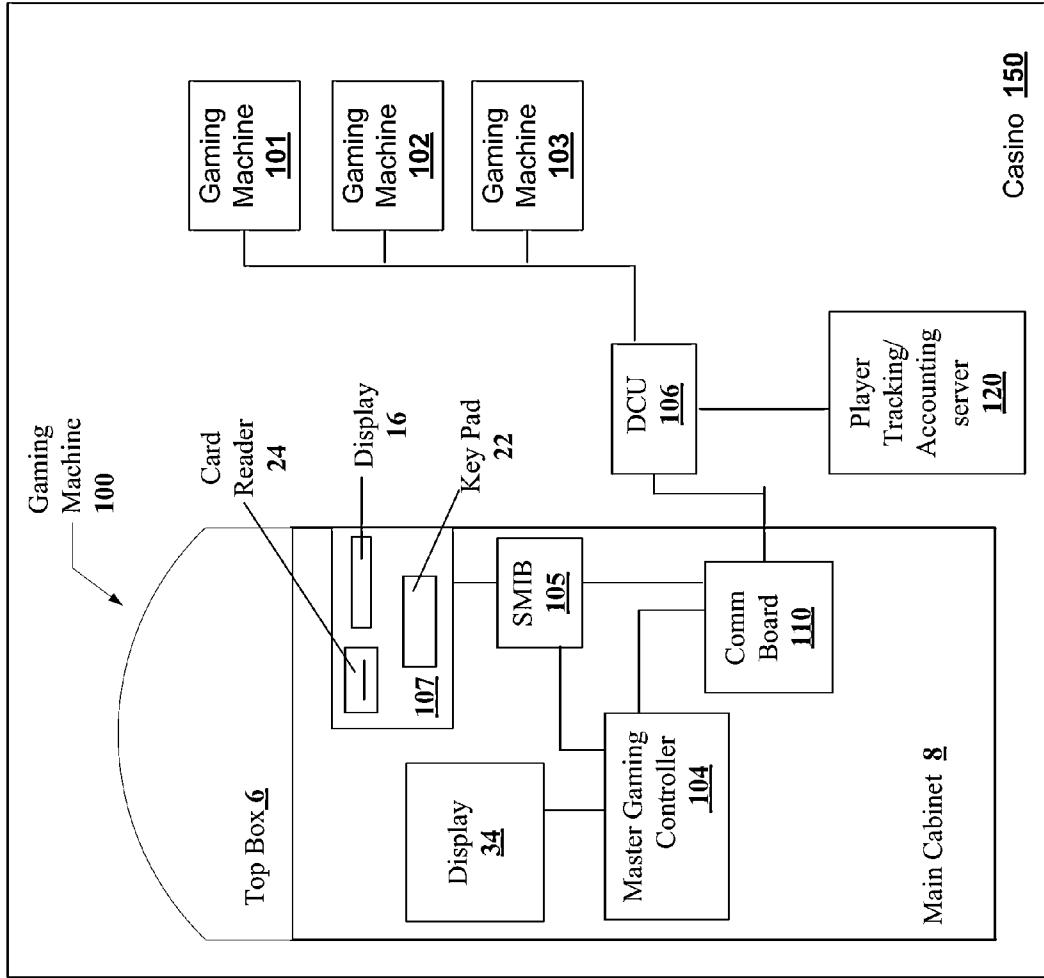 Gaming
Machine
100
Top Box 6
Card
Reader
24
Display
16
Key Pad
22
107
Display
34
SMIB
105
Master Gaming
Controller
104
Comm
Board
110
Main Cabinet 8
Gaming
Machine
101
Gaming
Machine
102
Gaming
Machine
103
DCU
106
Player
Tracking/
Accounting
server
120
Casino 150